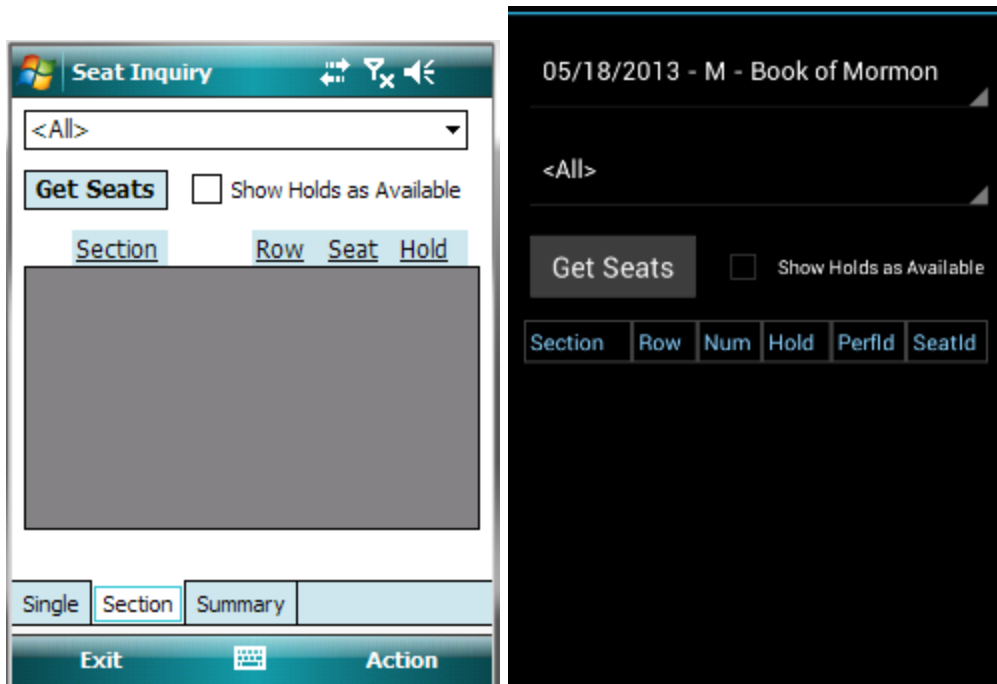 Seat Inquiry
<All>
Get Seats Show Holds as Available
Section Row Seat Hold
Single Section Summary
Exit Action
05/18/2013 - M - Book of Mormon
<All>
Get Seats Show Holds as Available
Section Row Num Hold PerfId SeatId